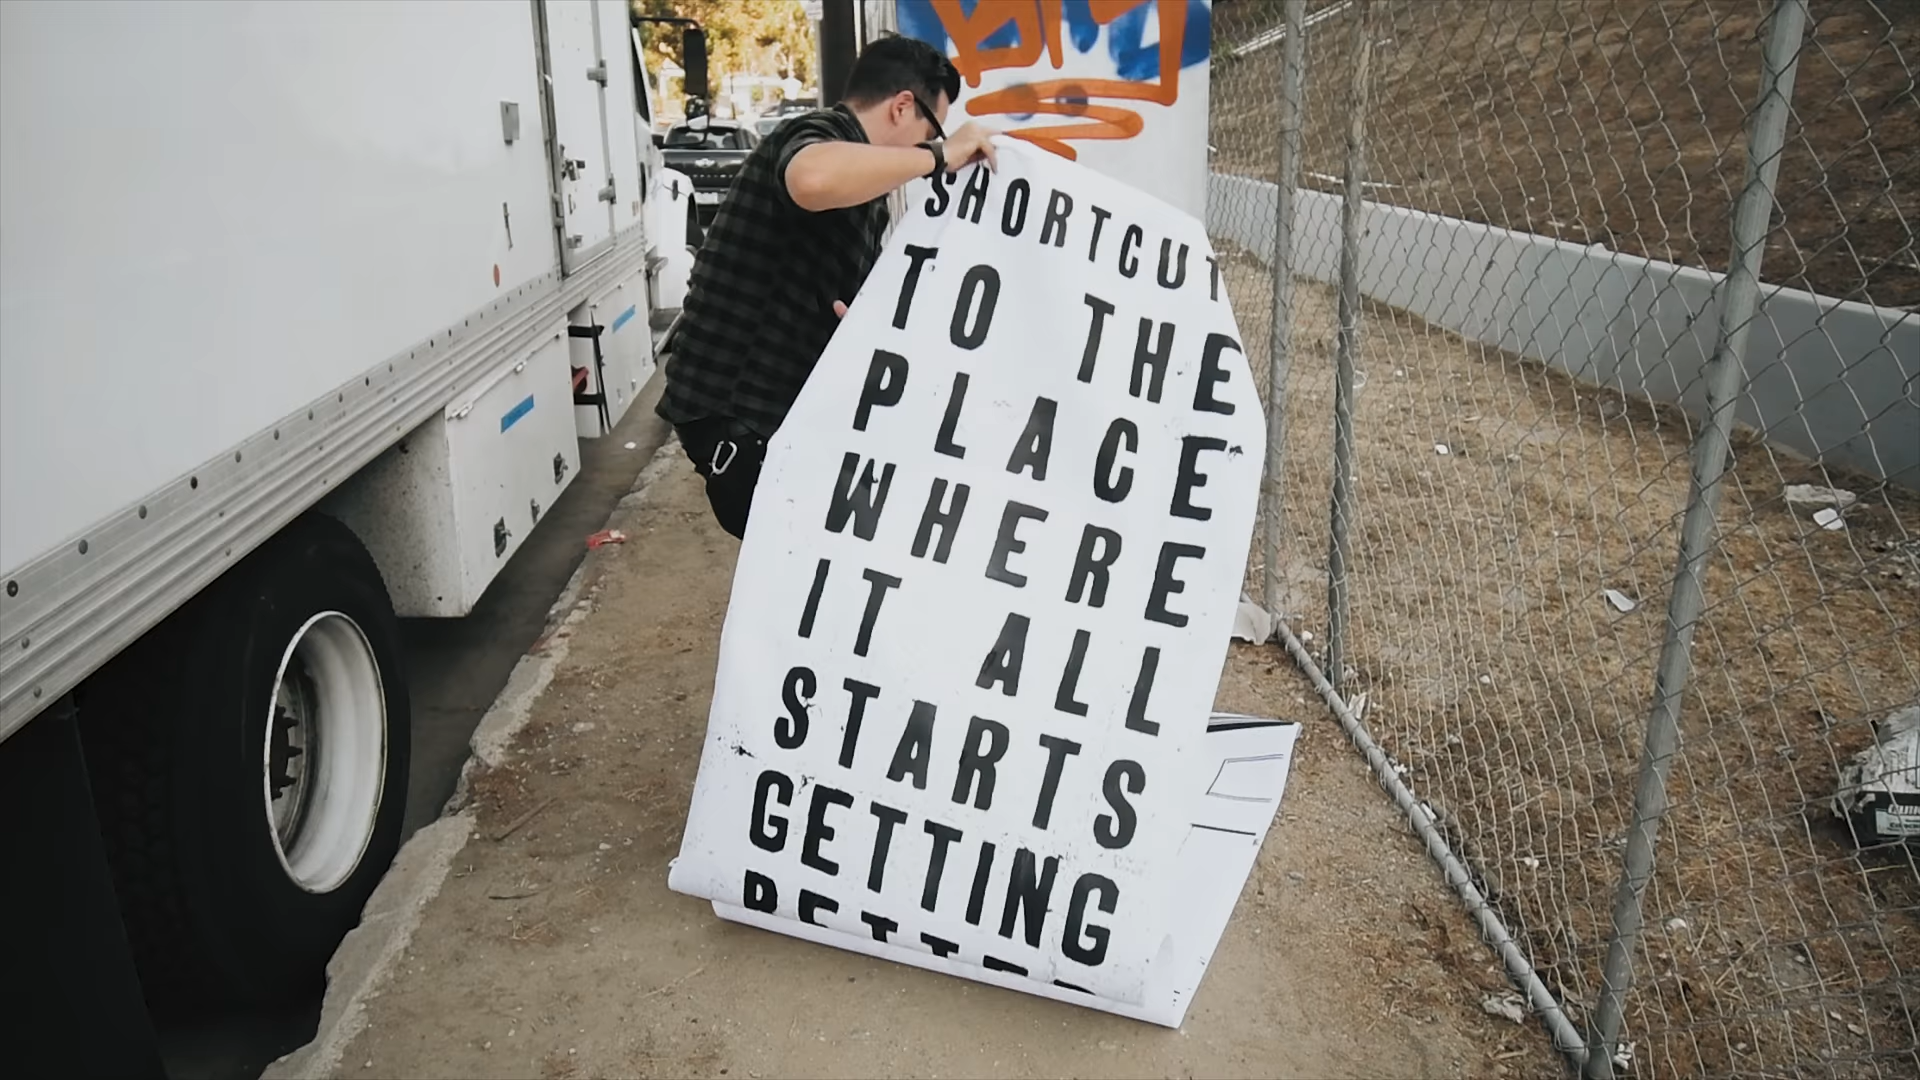 SHORTCUT
TO THE
PLACE
WHERE
IT ALL
STARTS
GETTING